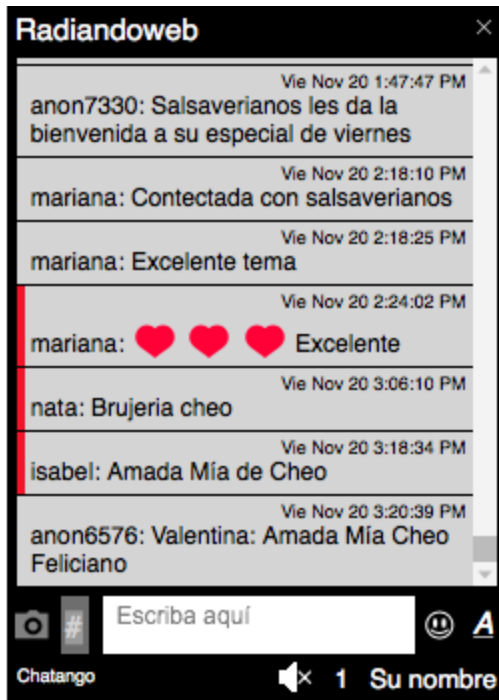 Radiandoweb
Vie Nov 20 1:47:47 PM
anon7330: Salsaverianos les da la
bienvenida a su especial de viernes
Vie Nov 20 2:18:10 PM
mariana: Contectada con salsaverianos
Vie Nov 20 2:18:25 PM
mariana: Excelente tema
Vie Nov 20 2:24:02 PM
mariana: Excelente
Vie Nov 20 3:06:10 PM
nata: Brujeria cheo
Vie Nov 20 3:18:34 PM
isabel: Amada Mía de Cheo
Vie Nov 20 3:20:39 PM
anon6576: Valentina: Amada Mía Cheo
Feliciano
# Escriba aquí A
Chatango 1 Su nombre